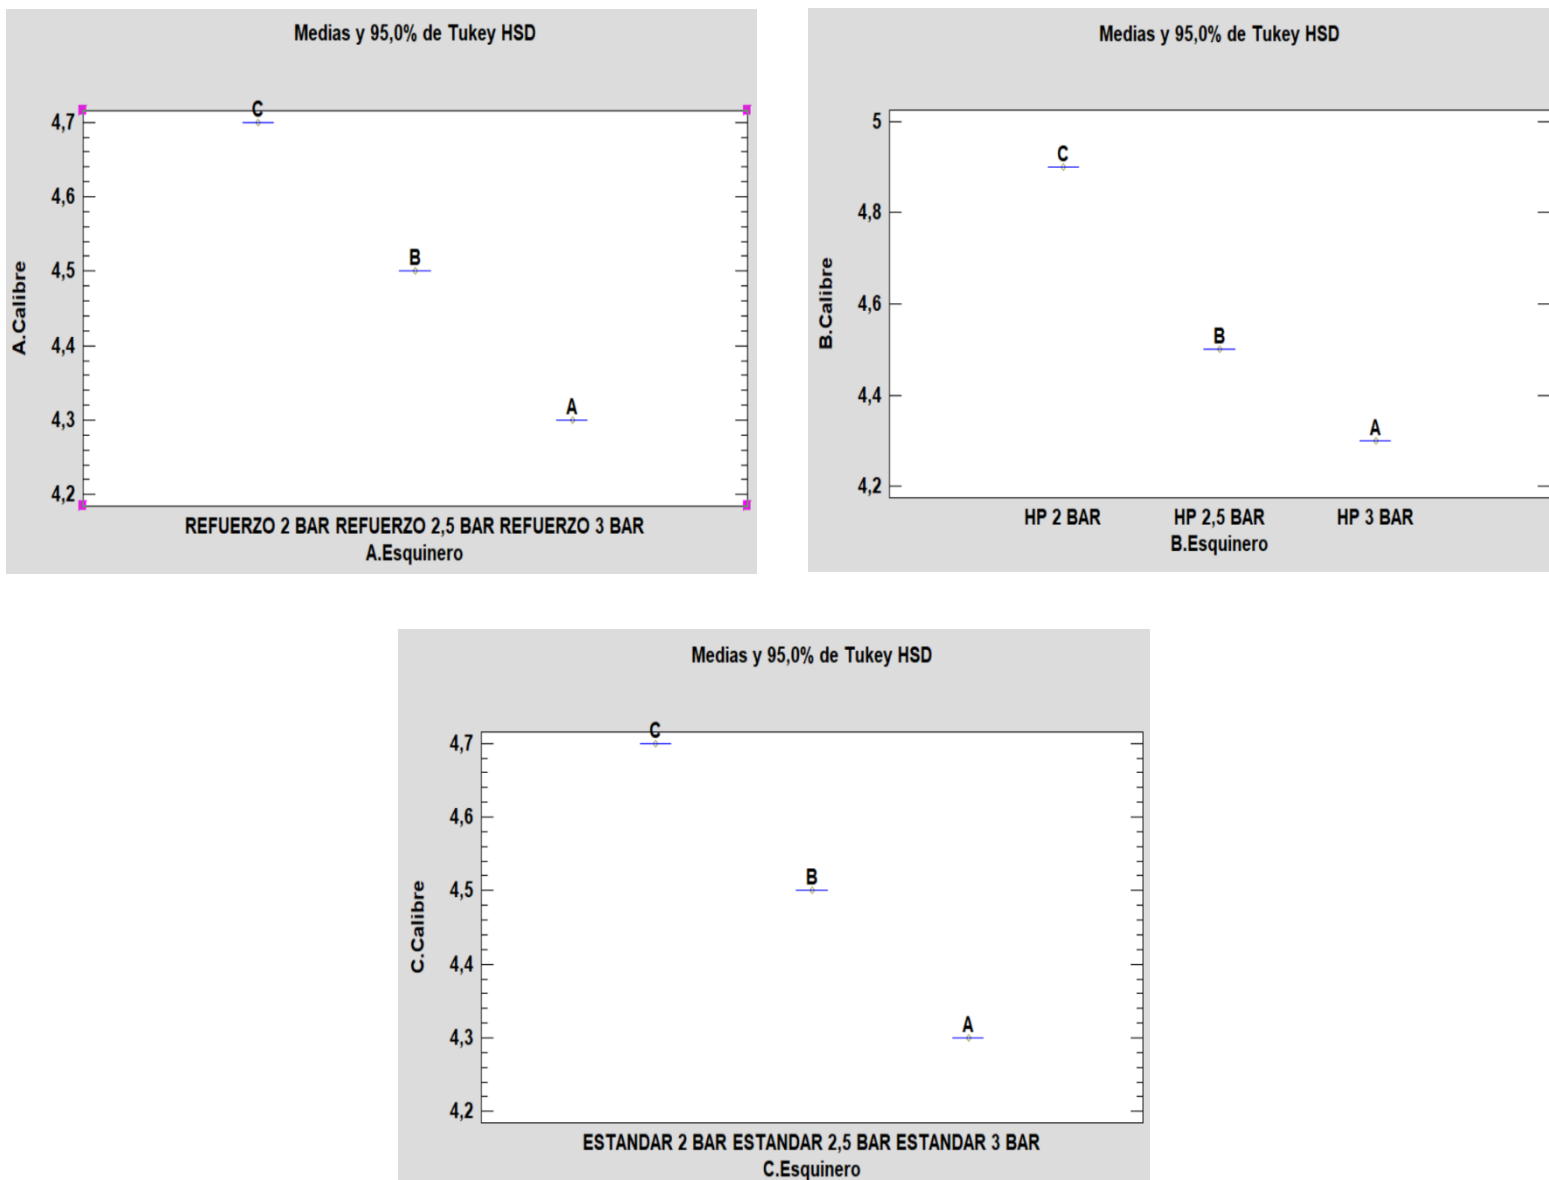 Medias y 95,0% de Tukey HSD
C
4,7
4,6
B
4,5
4,4
A
4,3
4,2
A.Calibre
REFUERZO 2 BAR REFUERZO 2,5 BAR REFUERZO 3 BAR
A.Esquinero
Medias y 95,0% de Tukey HSD
5
C
4,8
4,6
B
4,4
A
4,2
B.Calibre
HP 2 BAR HP 2,5 BAR HP 3 BAR
B.Esquinero
Medias y 95,0% de Tukey HSD
C
4,7
4,6
B
4,5
4,4
A
4,3
4,2
C.Calibre
ESTANDAR 2 BAR ESTANDAR 2,5 BAR ESTANDAR 3 BAR
C.Esquinero